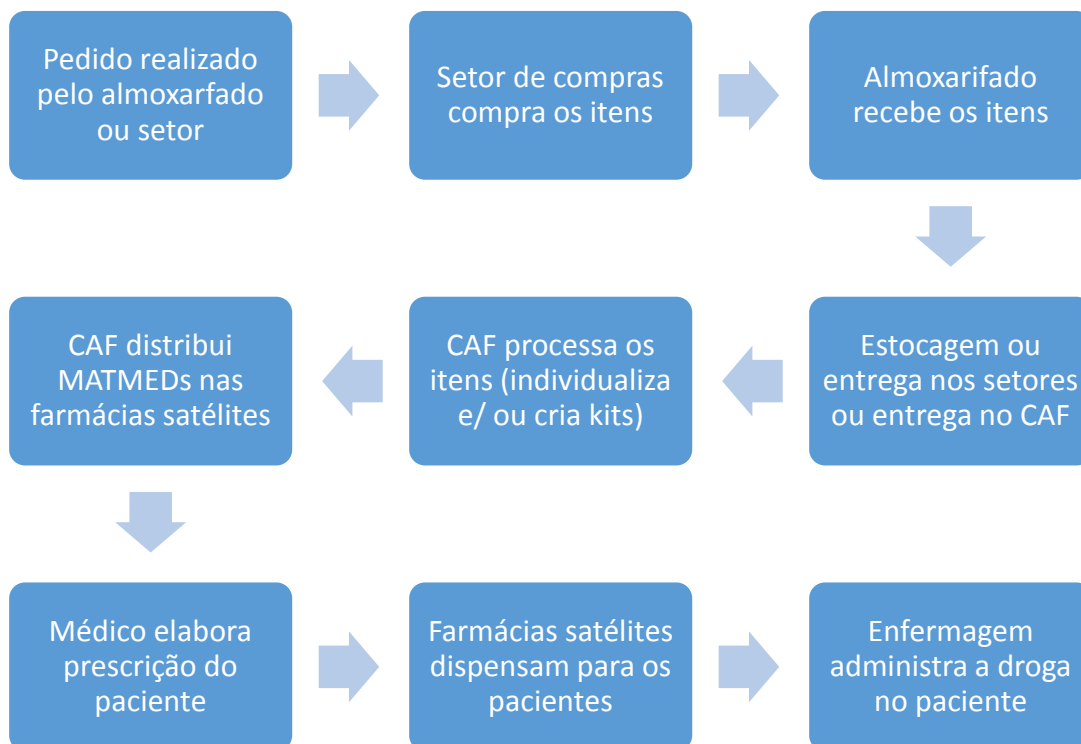 Pedido realizado
pelo almoxarfado
ou setor
Setor de compras
compra os itens
Almoxarifado
recebe os itens
Estocagem ou
entrega nos setores
ou entrega no CAF
CAF processa os
itens (individualiza
e/ ou cria kits)
CAF distribui
MATMEDs nas
farmácias satélites
Médico elabora
prescrição do
paciente
Farmácias satélites
dispensam para os
pacientes
Enfermagem
administra a droga
no paciente